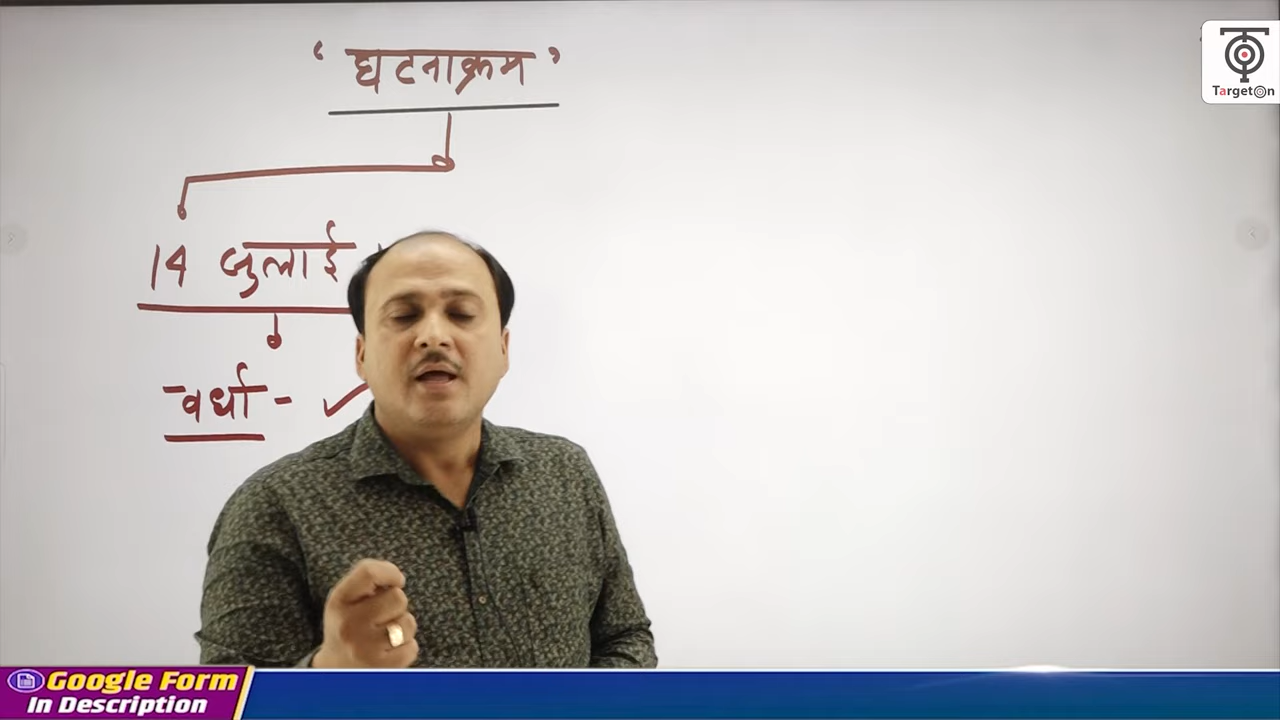 ‘ घटनाक्रम ’
14 जुलाई
वर्धा - ✓
TargetOn
Google Form
In Description